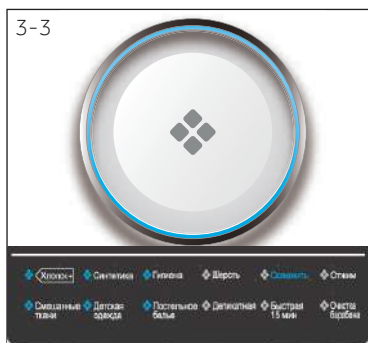 3-3
Хлопок+ Синтетика Гигиена Шерсть Освежить Отжим
Смешанные Детская Постельное Деликатная Быстрая Очистка
ткани одежда белье 15 мин барабана